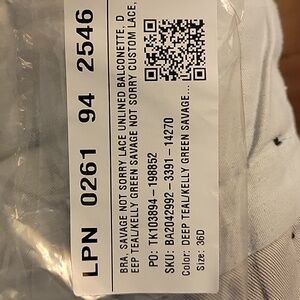 LPN 0261 94 2546
BRA, SAVAGE NOT SORRY LACE UNLINED BALCONETTE, D
EEP TEAL/KELLY GREEN SAVAGE NOT SORRY CUSTOM LACE,
PO: TK103894-198852
SKU: BA2042992-3391-14270
Color: DEEP TEAL/KELLY GREEN SAVAGE...
Size: 36D